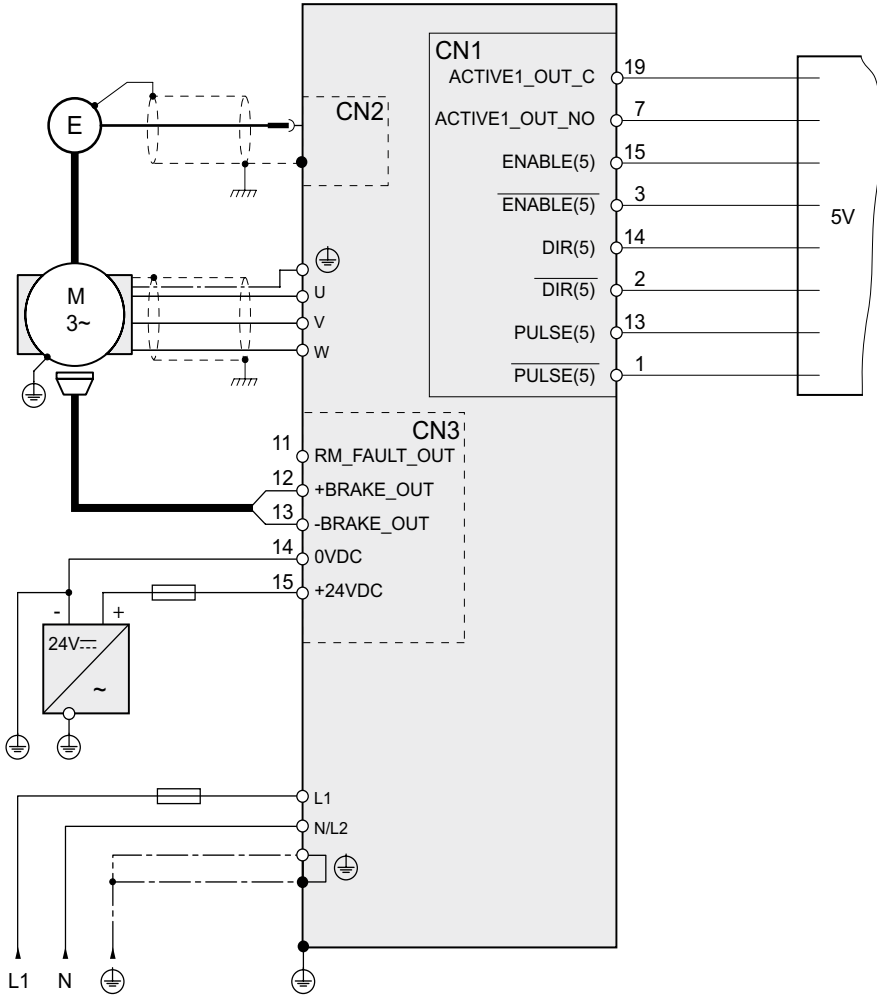 CN1
ACTIVE1_OUT_C 19
ACTIVE1_OUT_NO 7
ENABLE(5) 15
ENABLE(5) 3
DIR(5) 14
DIR(5) 2
PULSE(5) 13
PULSE(5) 1
5V
E
CN2
M
3~
U
V
W
CN3
11 RM_FAULT_OUT
12 +BRAKE_OUT
13 -BRAKE_OUT
14 0VDC
15 +24VDC
- +
24V
~
L1
N/L2
L1 N